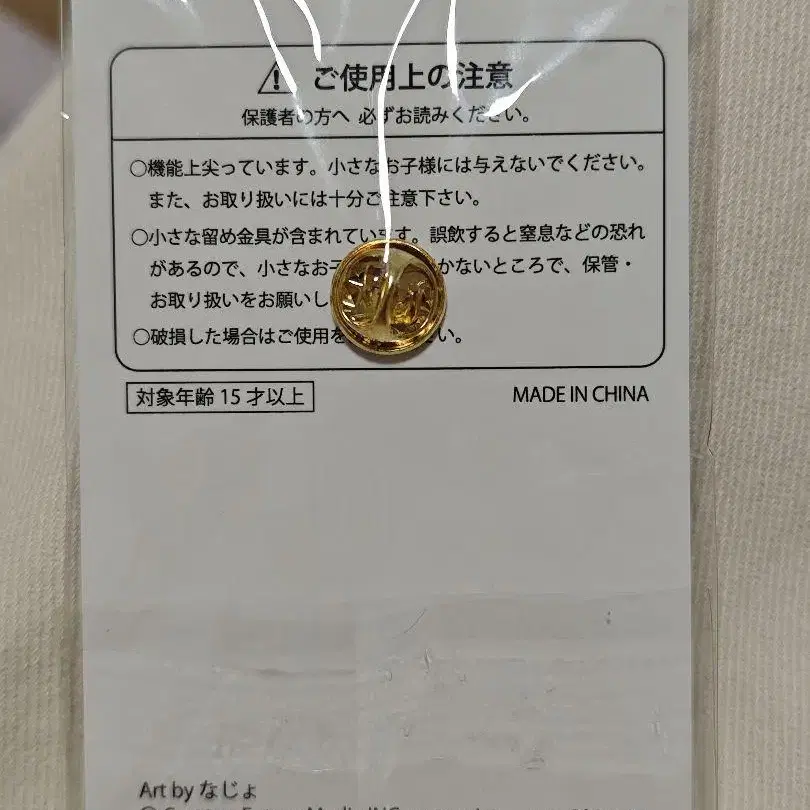 ご使用上の注意
保護者の方へ 必ずお読みください。
○機能上尖っています。小さなお子様には与えないでください。
また、お取り扱いには十分ご注意下さい。
○小さな留め金具が含まれています。誤飲すると窒息などの恐れ
があるので、小さなお子 かないところで、保管・
お取り扱いをお願いし
○破損した場合はご使用を い。
対象年齢 15 才以上
MADE IN CHINA
Art by なじょ